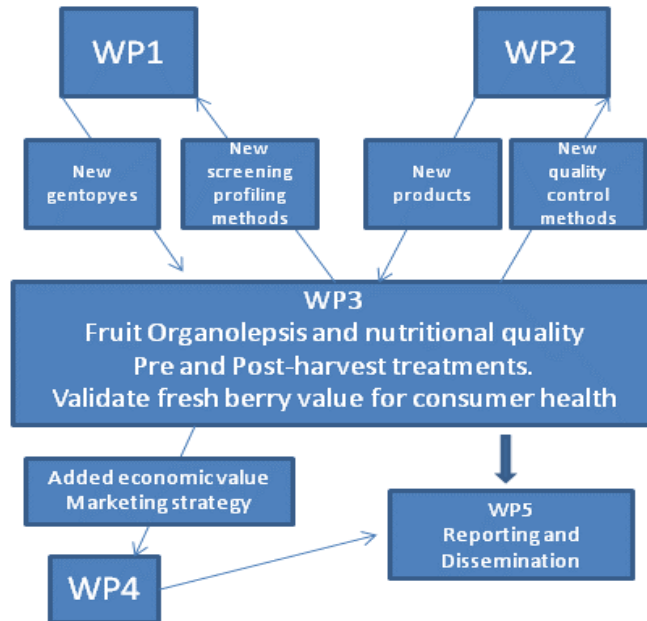 WP1
WP2
New
gentopyes
New
screening
profiling
methods
New
products
New
quality
control
methods
WP3
Fruit Organolepsis and nutritional quality
Pre and Post-harvest treatments.
Validate fresh berry value for consumer health
Added economic value
Marketing strategy
WP5
Reporting and
Dissemination
WP4